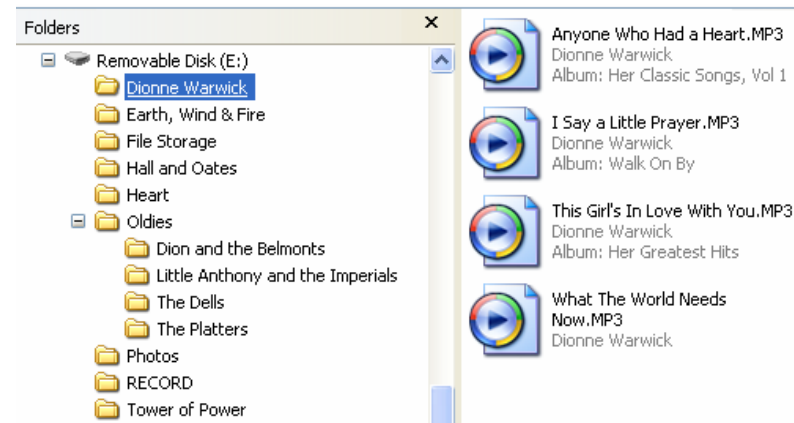 Folders
Removable Disk (E:)
Dionne Warwick
Earth, Wind & Fire
File Storage
Hall and Oates
Heart
Oldies
Dion and the Belmonts
Little Anthony and the Imperials
The Dells
The Platters
Photos
RECORD
Tower of Power
Anyone Who Had a Heart.MP3
Dionne Warwick
Album: Her Classic Songs, Vol 1
I Say a Little Prayer.MP3
Dionne Warwick
Album: Walk On By
This Girl's In Love With You.MP3
Dionne Warwick
Album: Her Greatest Hits
What The World Needs
Now.MP3
Dionne Warwick